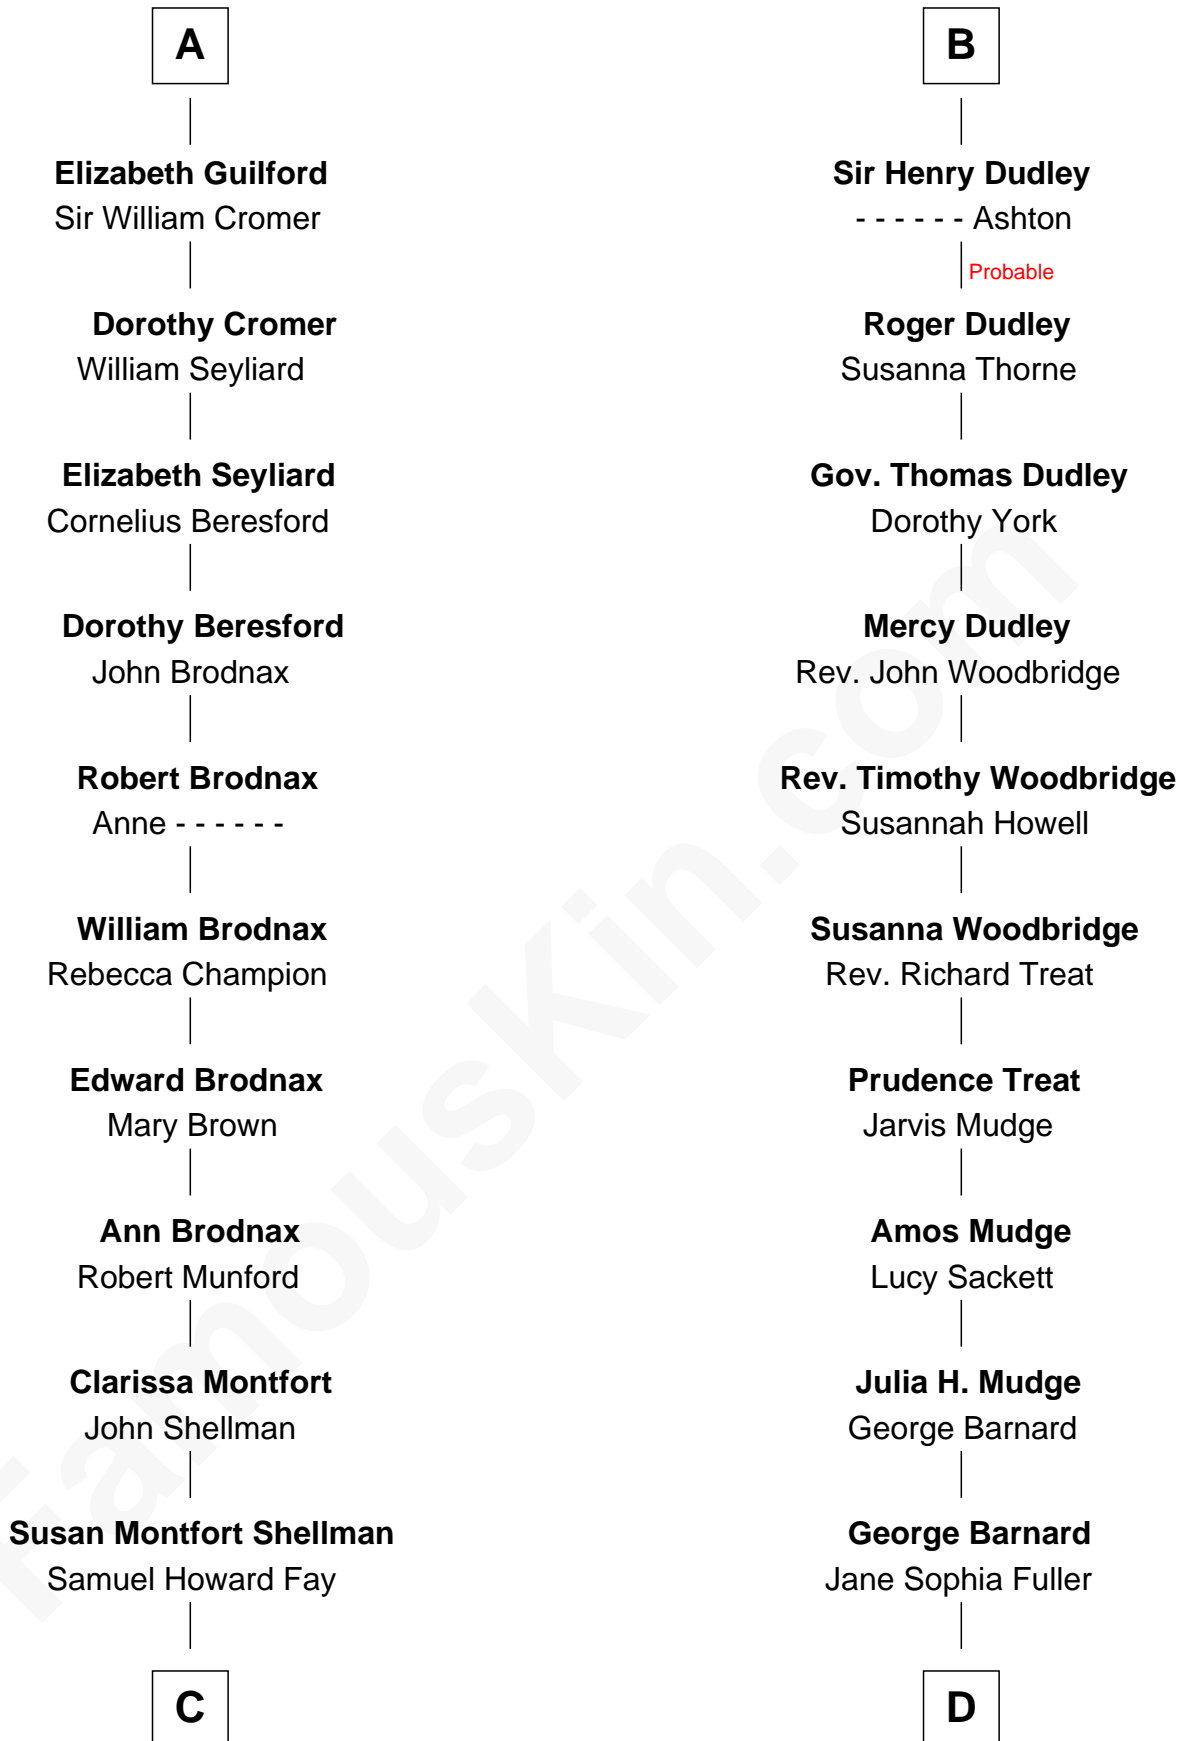 A
Elizabeth Guilford
Sir William Cromer
Dorothy Cromer
William Seyliard
Elizabeth Seyliard
Cornelius Beresford
Dorothy Beresford
John Brodnax
Robert Brodnax
Anne - - - - - -
William Brodnax
Rebecca Champion
Edward Brodnax
Mary Brown
Ann Brodnax
Robert Munford
Clarissa Montfort
John Shellman
Susan Montfort Shellman
Samuel Howard Fay
C
B
Sir Henry Dudley
- - - - - - Ashton
Probable
Roger Dudley
Susanna Thorne
Gov. Thomas Dudley
Dorothy York
Mercy Dudley
Rev. John Woodbridge
Rev. Timothy Woodbridge
Susannah Howell
Susanna Woodbridge
Rev. Richard Treat
Prudence Treat
Jarvis Mudge
Amos Mudge
Lucy Sackett
Julia H. Mudge
George Barnard
George Barnard
Jane Sophia Fuller
D
FamousKin.com